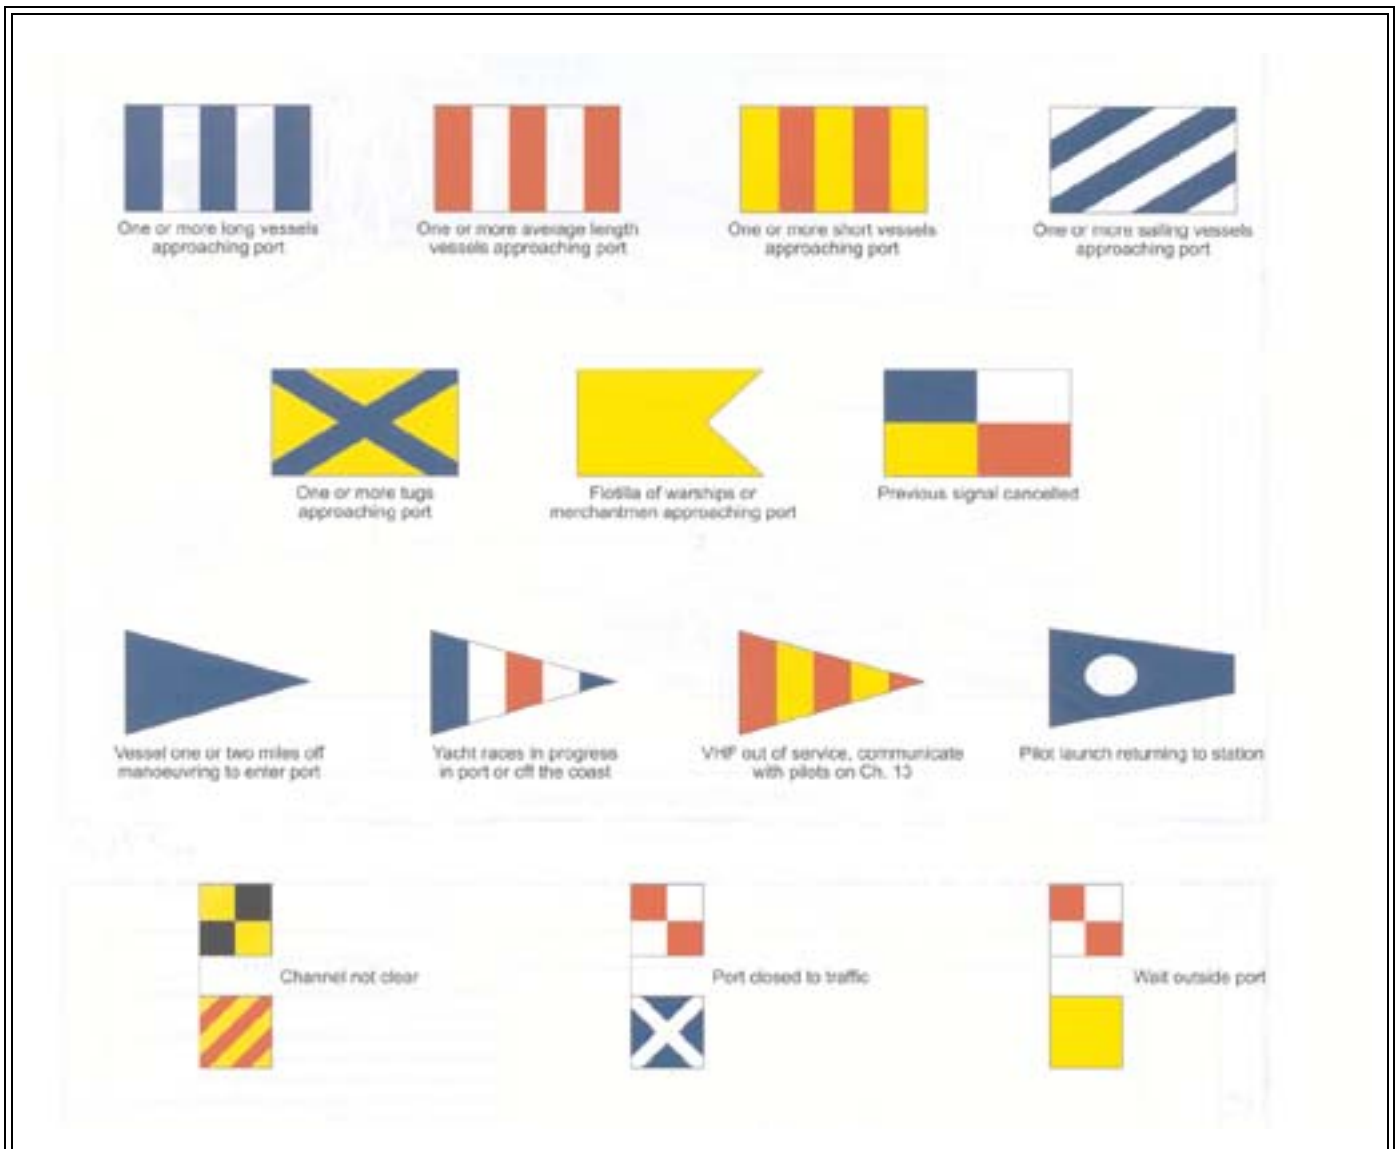 One or more long vessels
approaching port
One or more average length
vessels approaching port
One or more short vessels
approaching port
One or more sailing vessels
approaching port
One or more tugs
approaching port
Flotilla of warships or
merchantmen approaching port
Previous signal cancelled
Vessel one or two miles off
manoeuvring to enter port
Yacht races in progress
in port or off the coast
VHF out of service, communicate
with pilots on Ch. 13
Pilot launch returning to station
Channel not clear
Port closed to traffic
Wait outside port